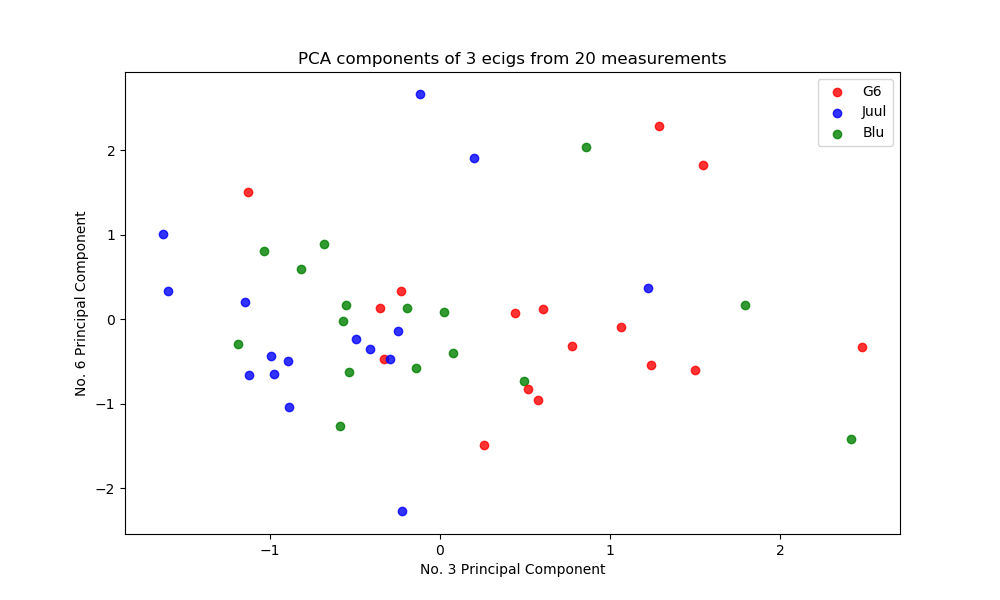 PCA components of 3 ecigs from 20 measurements
G6
Juul
Blu
2
1
0
−1
−2
No. 6 Principal Component
−1
0
1
2
No. 3 Principal Component